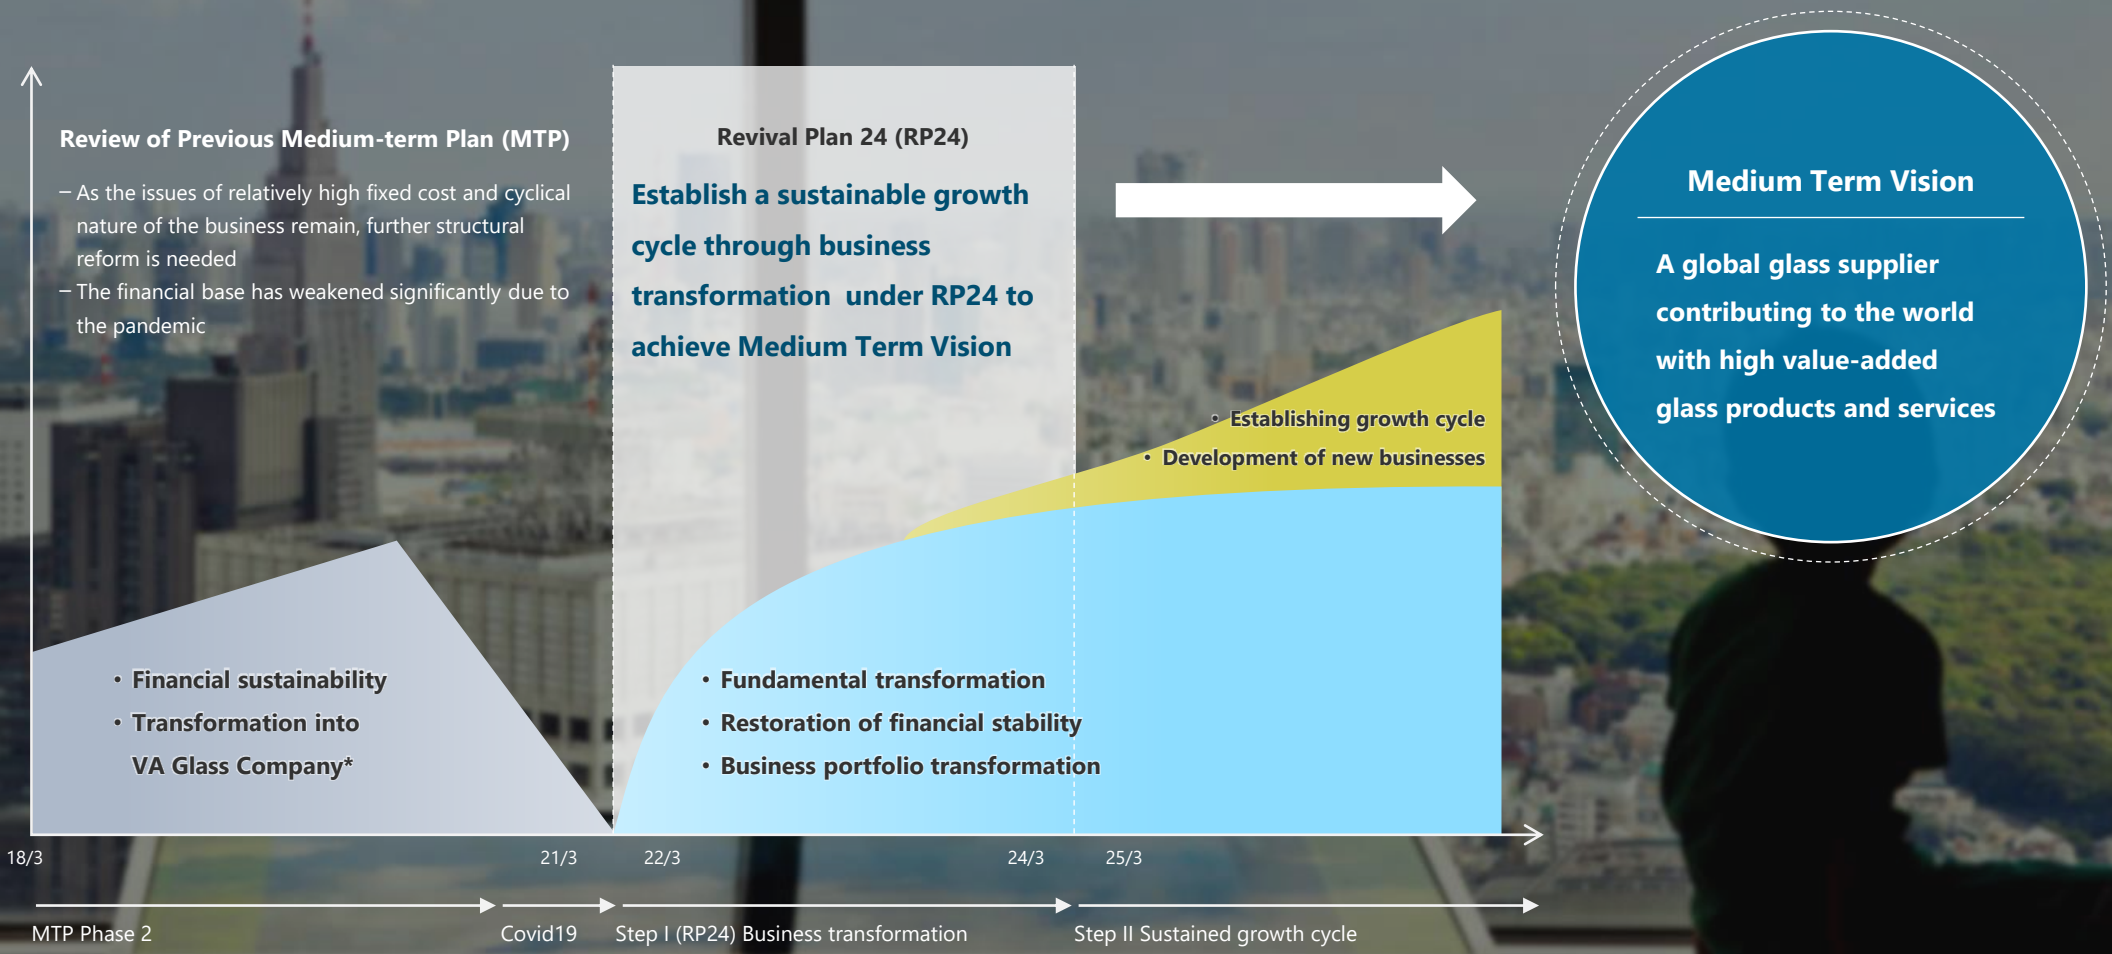 Review of Previous Medium-term Plan (MTP)
– As the issues of relatively high fixed cost and cyclical
nature of the business remain, further structural
reform is needed
– The financial base has weakened significantly due to
the pandemic
Revival Plan 24 (RP24)
Establish a sustainable growth
cycle through business
transformation under RP24 to
achieve Medium Term Vision
Medium Term Vision
A global glass supplier
contributing to the world
with high value-added
glass products and services
• Establishing growth cycle
• Development of new businesses
• Financial sustainability
• Transformation into
VA Glass Company*
• Fundamental transformation
• Restoration of financial stability
• Business portfolio transformation
18/3
21/3
22/3
24/3
25/3
MTP Phase 2
Covid19
Step I (RP24) Business transformation
Step II Sustained growth cycle